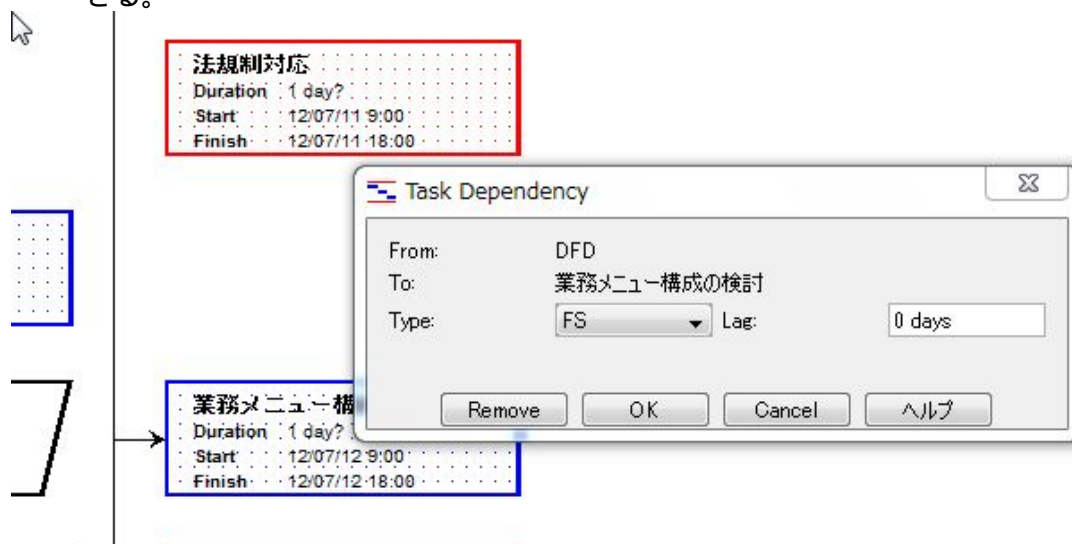 きる。
法規制対応
Duration 1 day?
Start 12/07/11 9:00
Finish 12/07/11 18:00
Task Dependency
From: DFD
To: 業務メニュー構成の検討
Type: FS Lag: 0 days
Remove OK Cancel ヘルプ
業務メニュー構
Duration 1 day?
Start 12/07/12 9:00
Finish 12/07/12 18:00